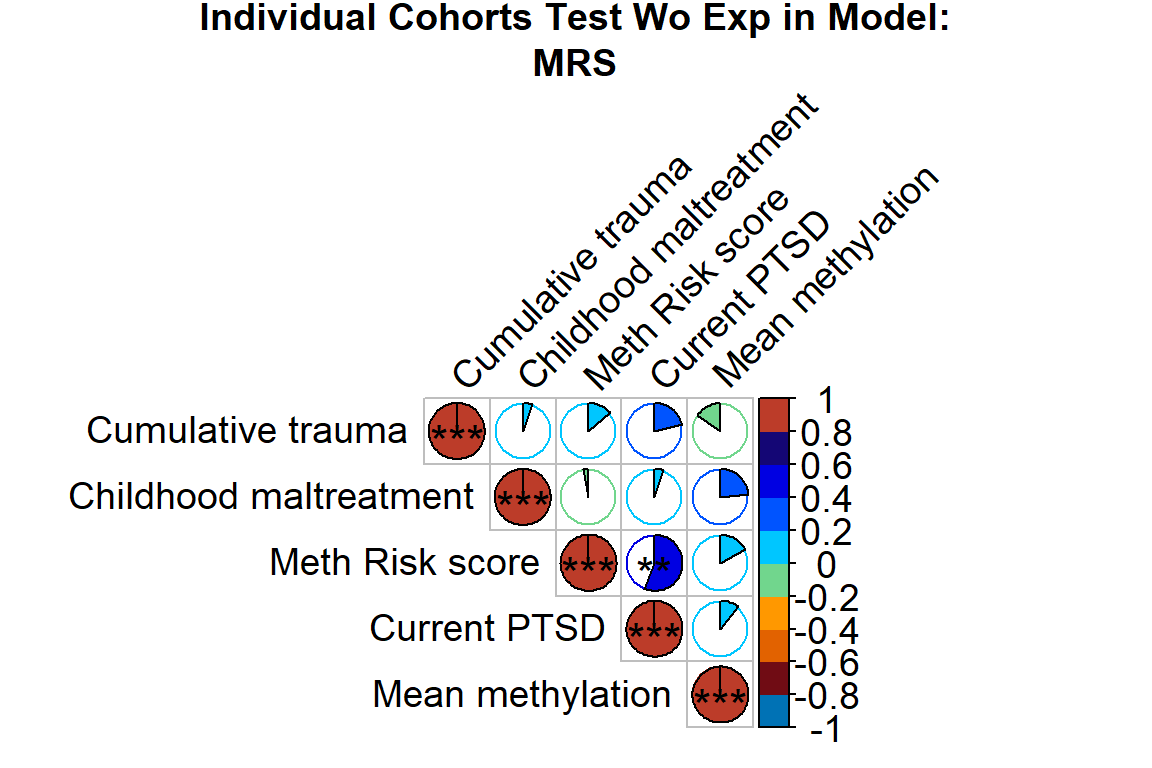 Individual Cohorts Test Wo Exp in Model:
MRS
Cumulative trauma
Childhood maltreatment
Meth Risk score
Current PTSD
Mean methylation
Cumulative trauma
***
Childhood maltreatment
***
Meth Risk score
***
**
Current PTSD
***
Mean methylation
***
1
0.8
0.6
0.4
0.2
0
-0.2
-0.4
-0.6
-0.8
-1